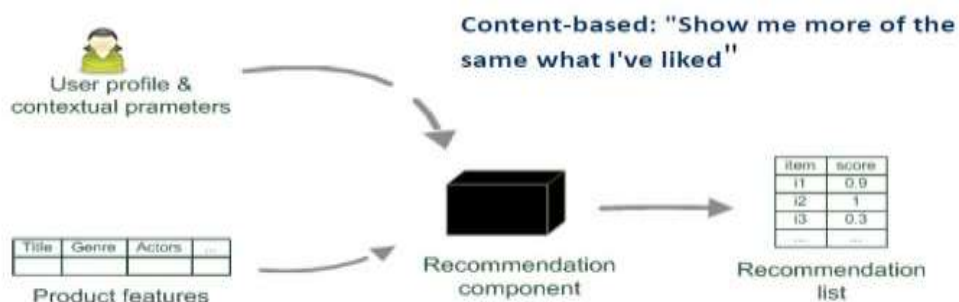 Content-based: "Show me more of the
same what I've liked"
User profile &
contextual prameters
item score
i1 0.9
i2 1
i3 0.3
... ...
Title Genre Actors ...
Recommendation
component
Recommendation
list
Product features